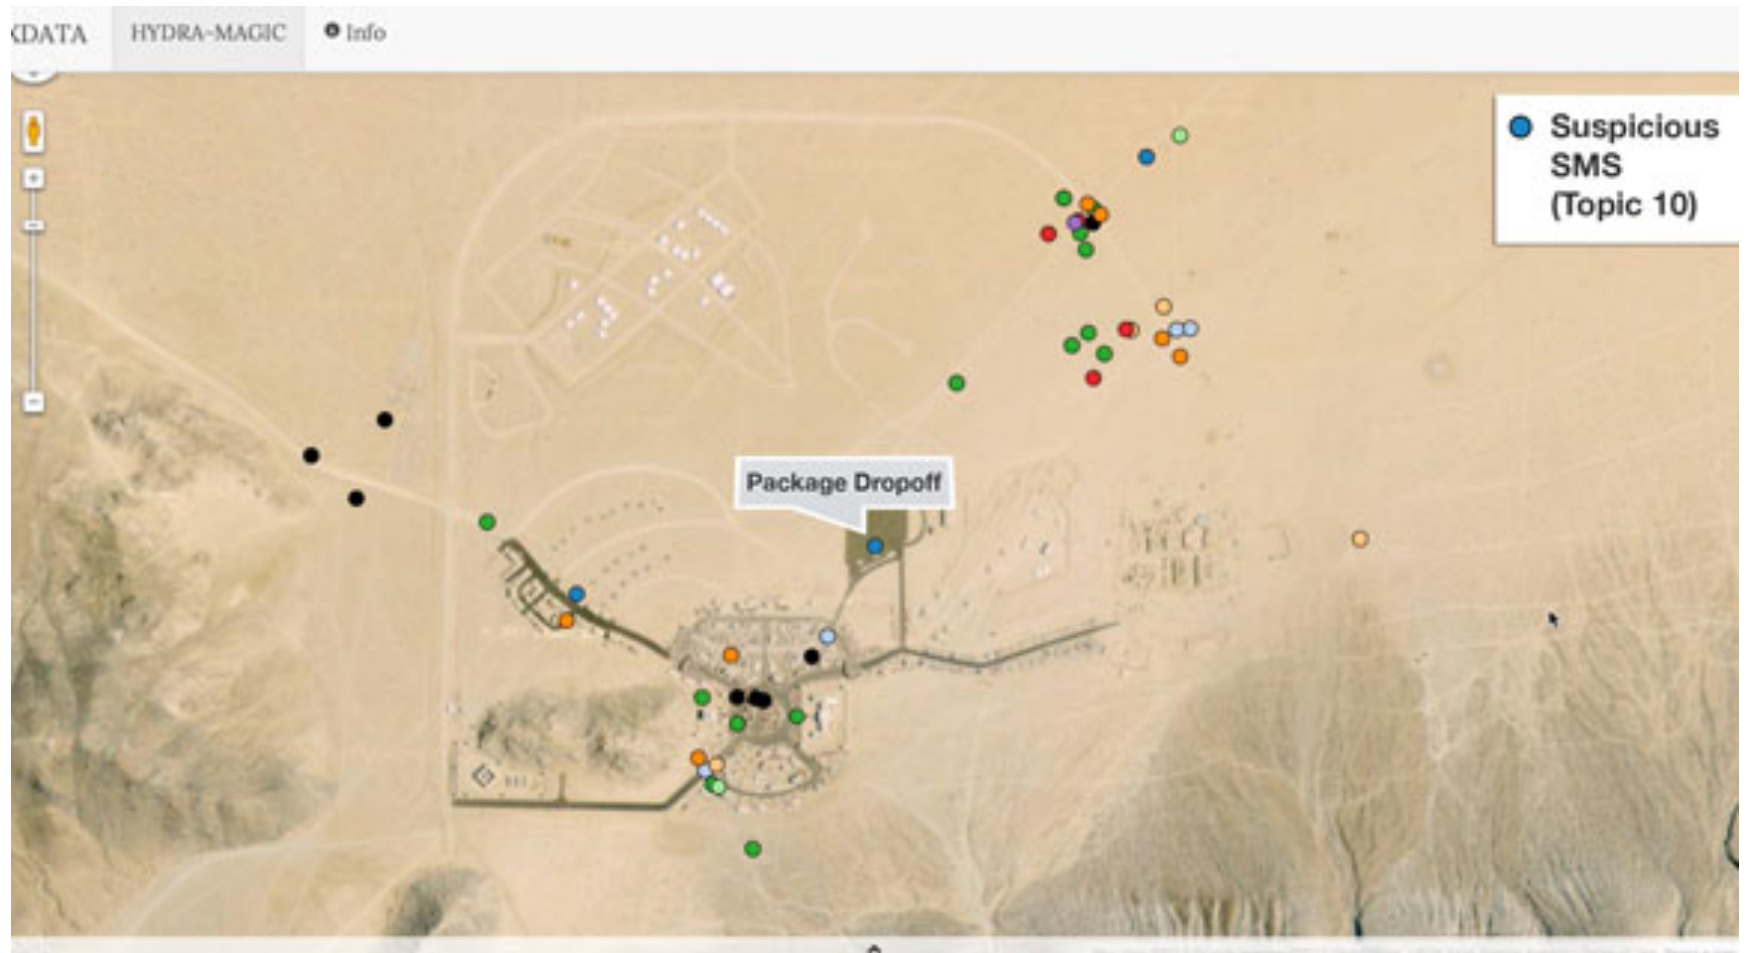 XDATA HYDRA-MAGIC Info
Suspicious
SMS
(Topic 10)
Package Dropoff